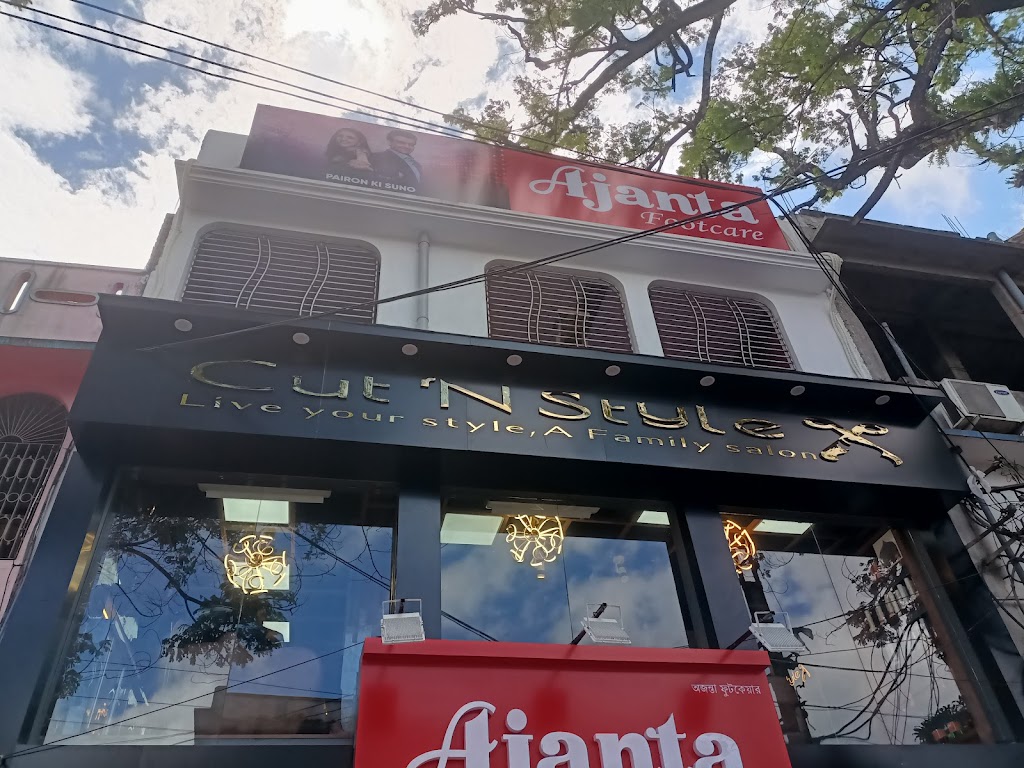 PAIRON KI SUNO
Ajanta
Footcare
Cut 'N Style
Live your style,A Family salon
অজন্তা ফুটকেয়ার
Ajanta